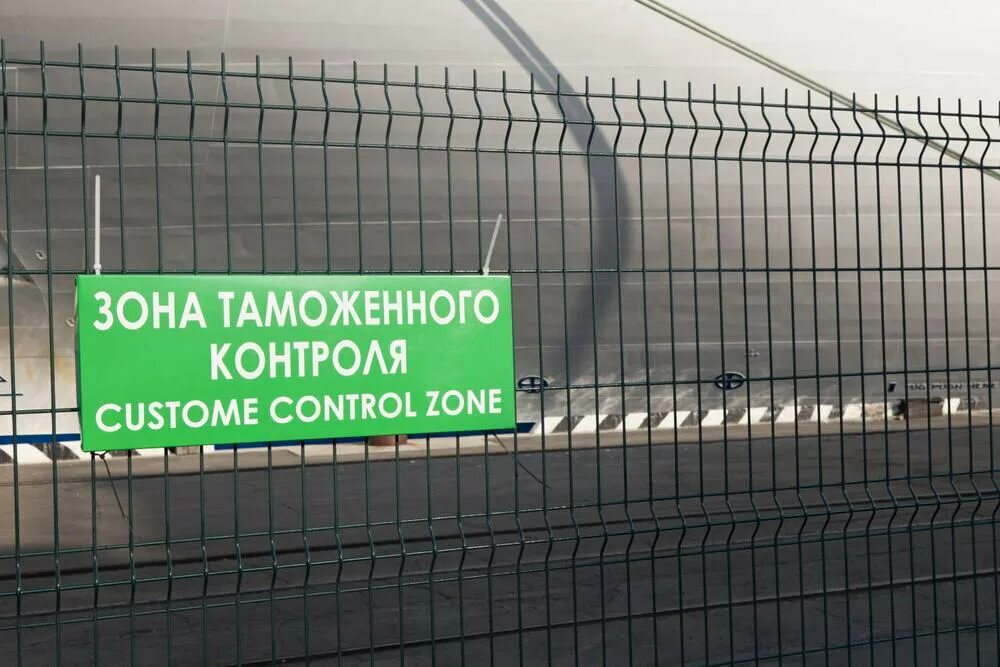 ЗОНА ТАМОЖЕННОГО
КОНТРОЛЯ
CUSTOME CONTROL ZONE